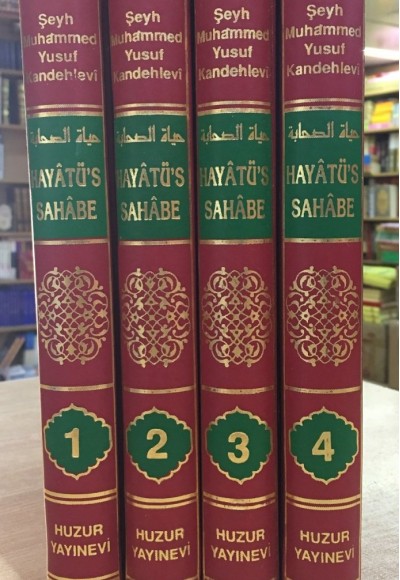 Şeyh
Muhammed
Yusuf
Kandehlevî
حياة الصحابة
HAYÂTÜ'S
SAHÂBE
1
HUZUR
YAYINEVİ
Şeyh
Muhammed
Yusuf
Kandehlevî
حياة الصحابة
HAYÂTÜ'S
SAHÂBE
2
HUZUR
YAYINEVİ
Şeyh
Muhammed
Yusuf
Kandehlevî
حياة الصحابة
HAYÂTÜ'S
SAHÂBE
3
HUZUR
YAYINEVİ
Şeyh
Muhammed
Yusuf
Kandehlevî
حياة الصحابة
HAYÂTÜ'S
SAHÂBE
4
HUZUR
YAYINEVİ